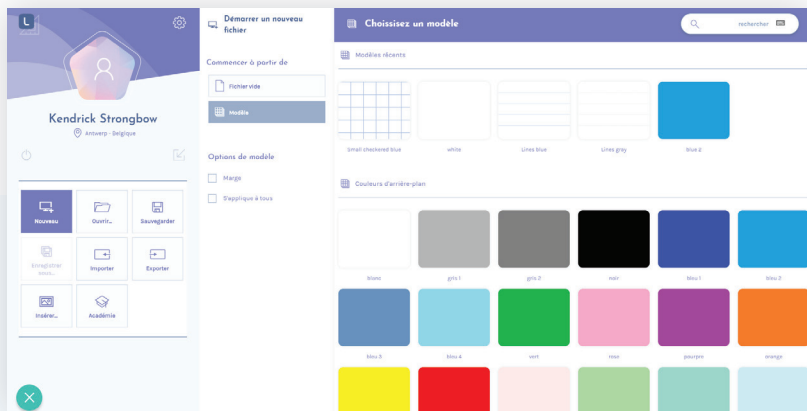 L
Kendrick Strongbow
Antwerp - Belgique
Nouveau
Ouvrir...
Sauvegarder
Enregistrer
sous...
Importer
Exporter
Insérer...
Académie
Démarrer un nouveau
fichier
Commencer à partir de
Fichier vide
Modèle
Options de modèle
Marge
D'applique à tous
Choissisez un modèle
rechercher
Modèles récents
Small checkered blue
white
Lines blue
Lines grey
blue 2
Couleurs d'arrière-plan
blanc
gris 1
gris 2
noir
bleu 1
bleu 2
bleu 3
bleu 4
vert
rose
pourpre
orange